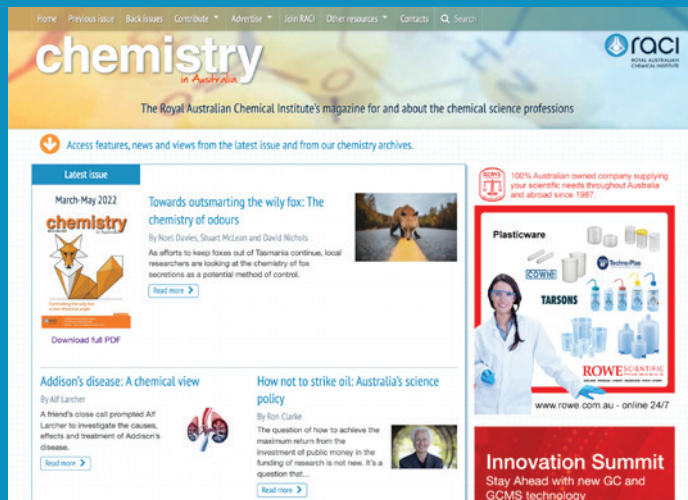 Home Previous issue Back issues Contribute Advertise Join RACI Other resources Contacts Search
chemistry
in Australia
raci
ROYAL AUSTRALIAN
CHEMICAL INSTITUTE
The Royal Australian Chemical Institute's magazine for and about the chemical science professions
Access features, news and views from the latest issue and from our chemistry archives.
Latest issue
March-May 2022
chemistry
in Australia
Download full PDF
Towards outsmarting the wily fox: The
chemistry of odours
By Noel Davies, Stuart McLean and David Nichols
As efforts to keep foxes out of Tasmania continue, local
researchers are looking at the chemistry of fox
secretions as a potential method of control.
Read more
Addison's disease: A chemical view
By Alf Larcher
A friend's close call prompted Alf
Larcher to investigate the causes,
effects and treatment of Addison's
disease.
Read more
How not to strike oil: Australia's science
policy
By Ron Clarke
The question of how to achieve the
maximum return from the
investment of public money in the
funding of research is not new. It's a
question that...
Read more
ROWE
100% Australian owned company supplying
your scientific needs throughout Australia
and abroad since 1987.
Plasticware
cowie
TechnoPlas
TARSONS
ROWE SCIENTIFIC
www.rowe.com.au - online 24/7
Innovation Summit
Stay Ahead with new GC and
GCMS technology